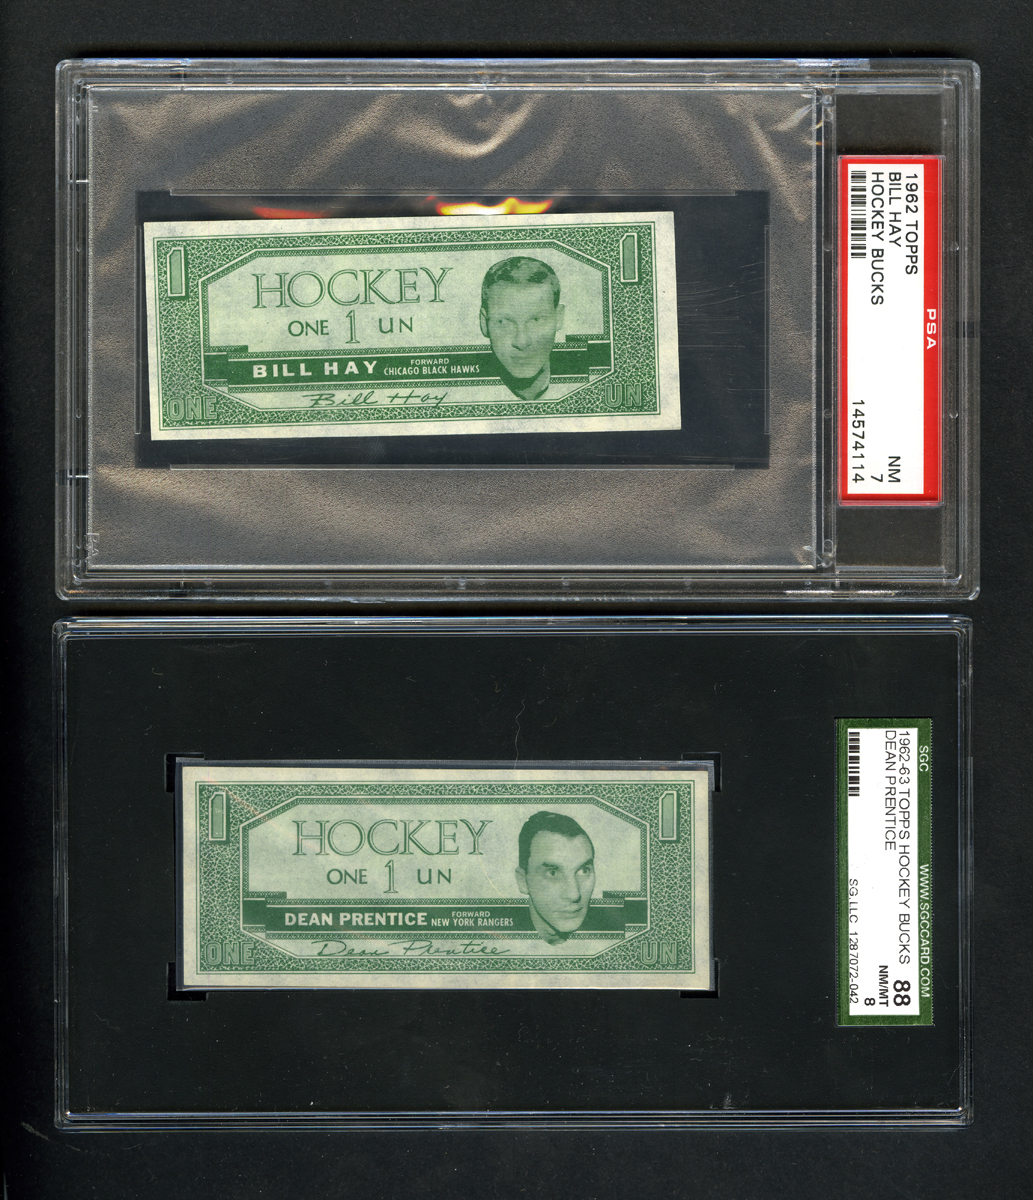 1
1
HOCKEY
ONE 1 UN
BILL HAY
FORWARD
CHICAGO BLACK HAWKS
Bill Hay
ONE
UN
PSA
1962 TOPPS
BILL HAY
HOCKEY BUCKS
NM
7
14574114
1
1
HOCKEY
ONE 1 UN
DEAN PRENTICE
FORWARD
NEW YORK RANGERS
Dean Prentice
ONE
UN
SGC WWW.SGCCARD.COM
1962-63 TOPPS HOCKEY BUCKS
DEAN PRENTICE
88
NM/MT
8
SG,LLC 1287072-042